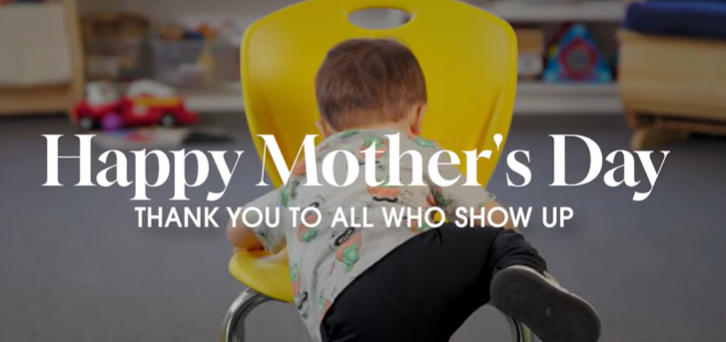 Happy Mother's Day
THANK YOU TO ALL WHO SHOW UP